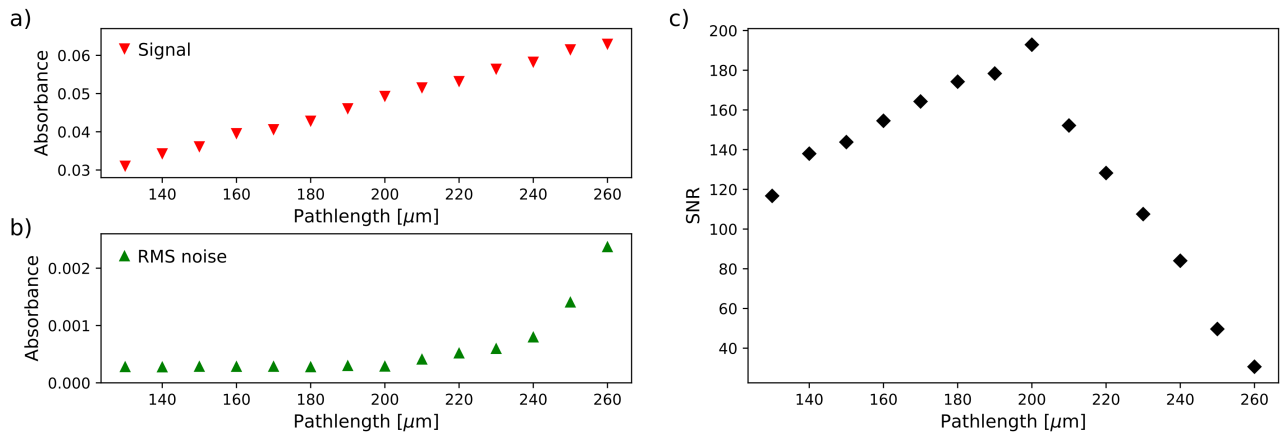 a)
Absorbance
0.06
0.05
0.04
0.03
Signal
140 160 180 200 220 240 260
Pathlength [μm]
b)
Absorbance
0.002
0.001
0.000
RMS noise
140 160 180 200 220 240 260
Pathlength [μm]
c)
SNR
200
180
160
140
120
100
80
60
40
140 160 180 200 220 240 260
Pathlength [μm]